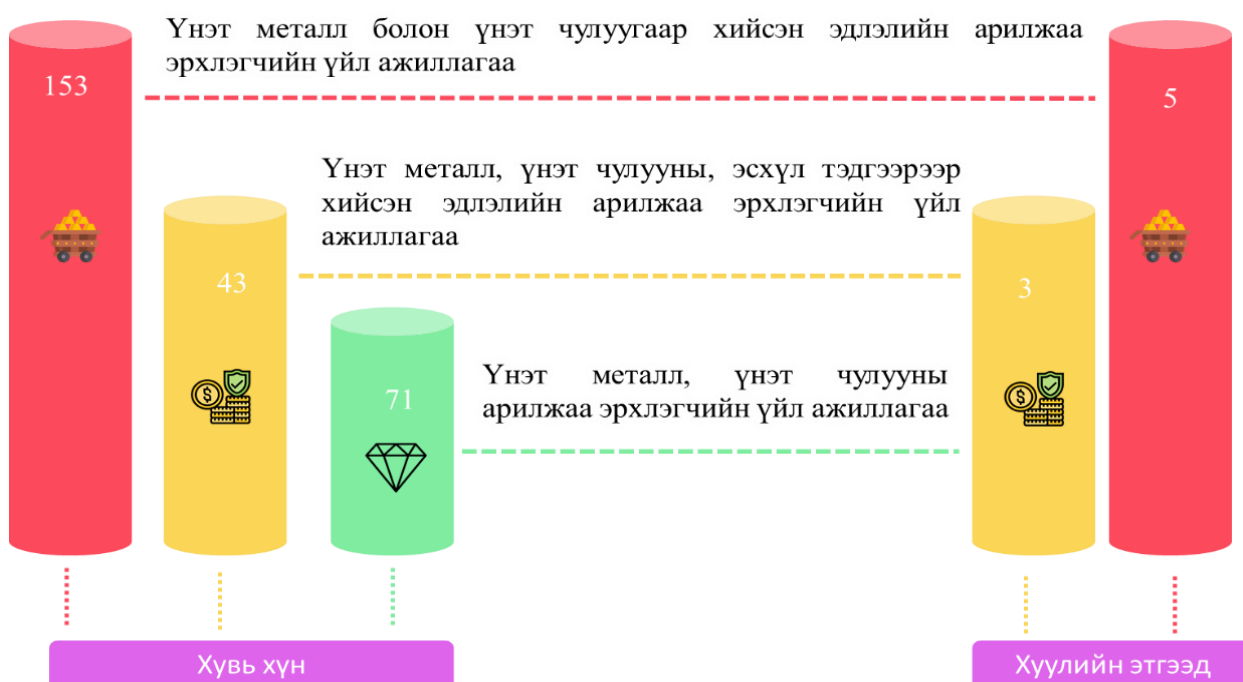 Үнэт металл болон үнэт чулуугаар хийсэн эдлэлийн арилжаа
эрхлэгчийн үйл ажиллагаа
153
5
Үнэт металл, үнэт чулууны, эсхүл тэдгээрээр
хийсэн эдлэлийн арилжаа эрхлэгчийн үйл
ажиллагаа
43
3
Үнэт металл, үнэт чулууны
арилжаа эрхлэгчийн үйл ажиллагаа
71
Хувь хүн
Хуулийн этгээд